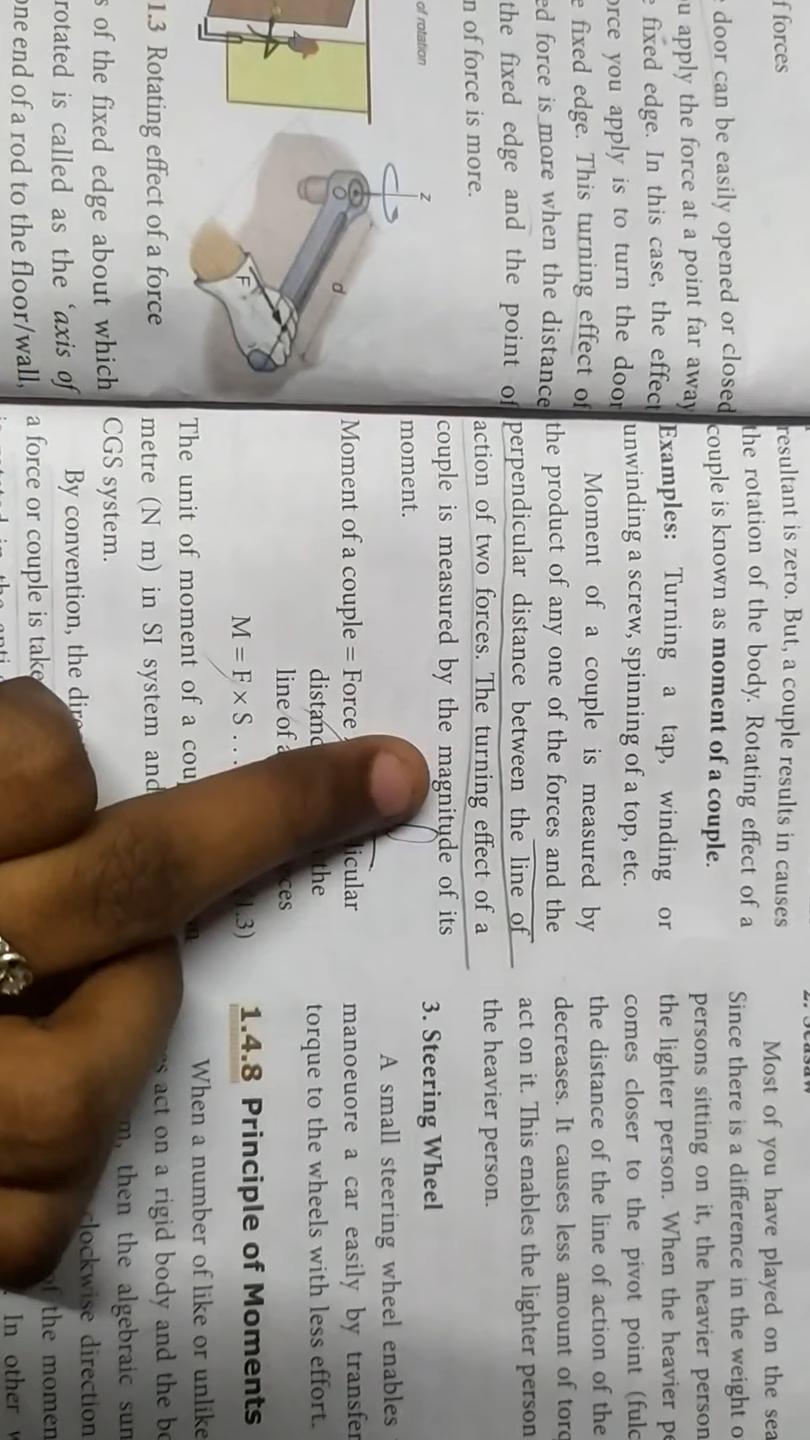 f forces
door can be easily opened or closed
u apply the force at a point far away
fixed edge. In this case, the effect
orce you apply is to turn the door
fixed edge. This turning effect of
ed force is more when the distance
the fixed edge and the point of
n of force is more.
of rotation
z
O
d
F
1.3 Rotating effect of a force
s of the fixed edge about which
rotated is called as the ‘axis of
one end of a rod to the floor/wall,
resultant is zero. But, a couple results in causes
the rotation of the body. Rotating effect of a
couple is known as moment of a couple.
Examples: Turning a tap, winding or
unwinding a screw, spinning of a top, etc.
Moment of a couple is measured by
the product of any one of the forces and the
perpendicular distance between the line of
action of two forces. The turning effect of a
couple is measured by the magnitude of its
moment.
Moment of a couple = Force
icular
the
line of
M = F × S ...
1.3)
The unit of moment of a
metre (N m) in SI system and
CGS system.
By convention, the
a force or couple is
Most of you have played on the
Since there is a difference in the weight
persons sitting on it, the heavier person
the lighter person. When the heavier
comes closer to the pivot point
the distance of the line of action of the
decreases. It causes less amount of
act on it. This enables the lighter person
the heavier person.
3. Steering Wheel
A small steering wheel enables
manoeuore a car easily by transfer
torque to the wheels with less effort.
1.4.8 Principle of Moments
When a number of like or unlike
act on a rigid body and the
m, then the algebraic
clockwise direction
of the momen
In other